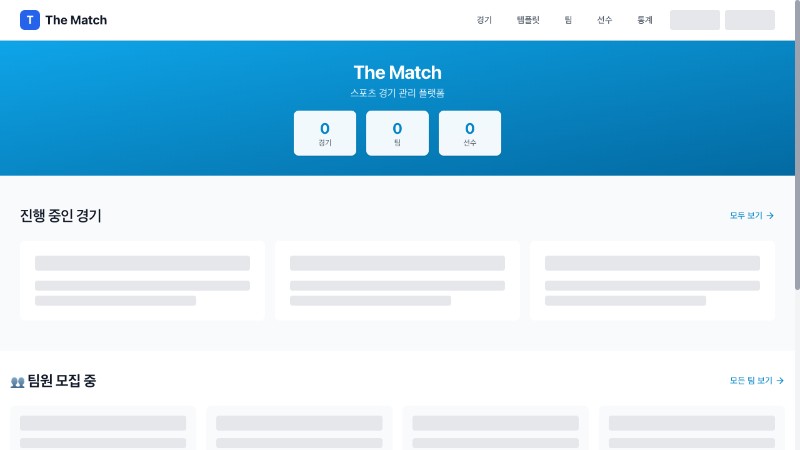 T The Match
경기 템플릿 팀 선수 통계
The Match
스포츠 경기 관리 플랫폼
0 0 0
경기 팀 선수
진행 중인 경기
모두 보기 →
👥 팀원 모집 중
모든 팀 보기 →